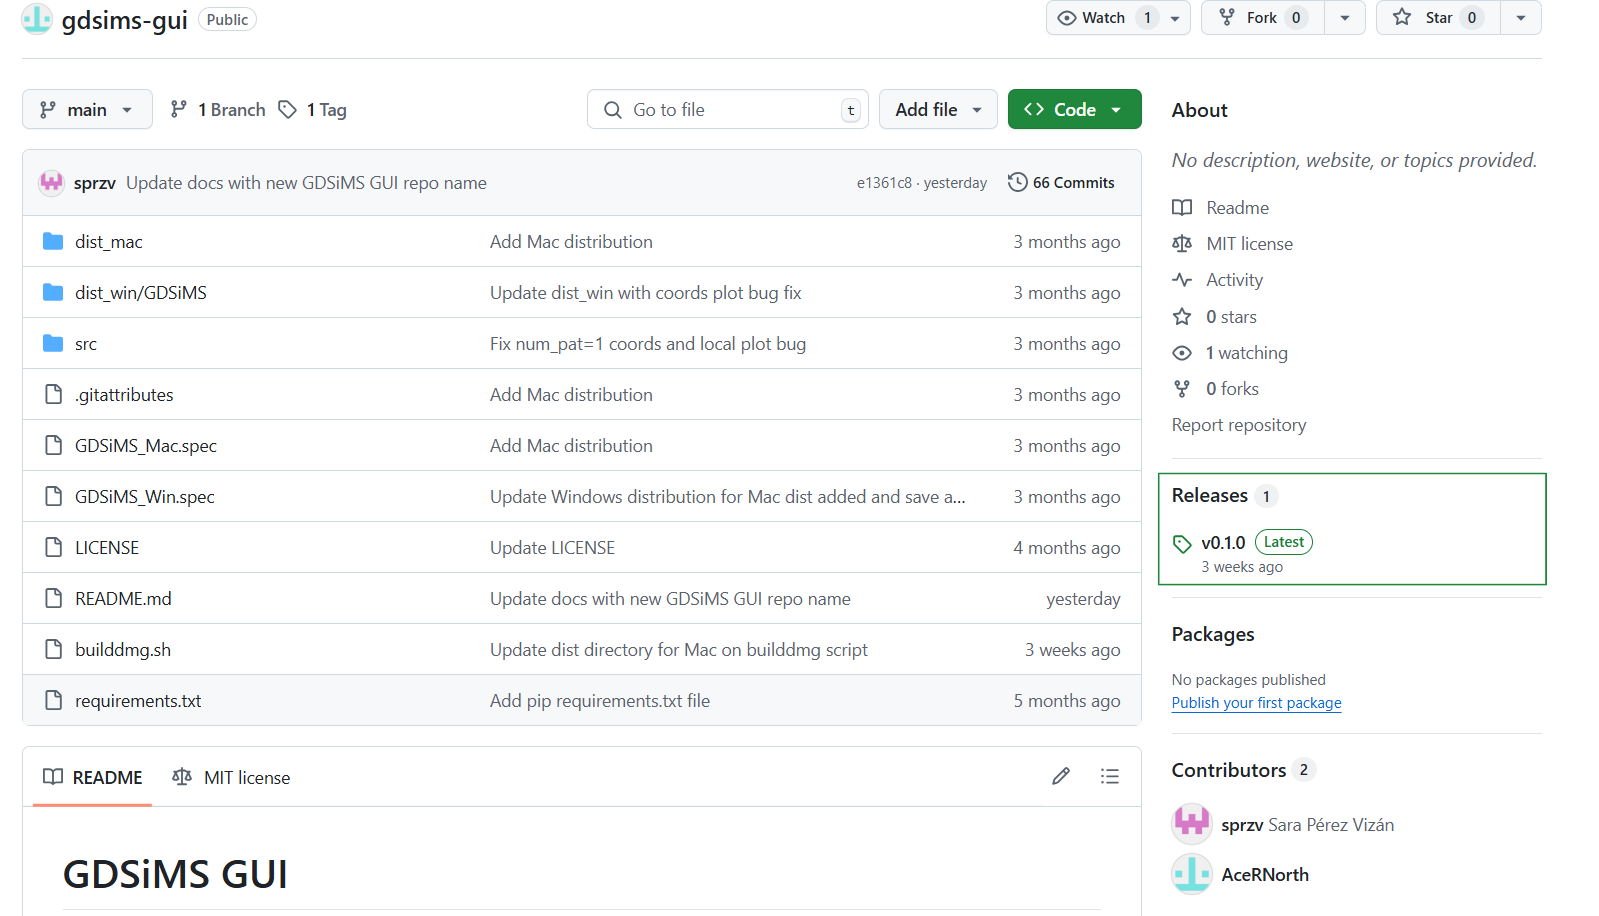 gdsims-gui Public Watch 1 Fork 0 Star 0
main 1 Branch 1 Tag Go to file t Add file Code
sprzv Update docs with new GDSiMS GUI repo name e1361c8 · yesterday 66 Commits
dist_mac Add Mac distribution 3 months ago
dist_win/GDSiMS Update dist_win with coords plot bug fix 3 months ago
src Fix num_pat=1 coords and local plot bug 3 months ago
.gitattributes Add Mac distribution 3 months ago
GDSiMS_Mac.spec Add Mac distribution 3 months ago
GDSiMS_Win.spec Update Windows distribution for Mac dist added and save a... 3 months ago
LICENSE Update LICENSE 4 months ago
README.md Update docs with new GDSiMS GUI repo name yesterday
builddmg.sh Update dist directory for Mac on builddmg script 3 weeks ago
requirements.txt Add pip requirements.txt file 5 months ago
README MIT license
GDSiMS GUI
About
No description, website, or topics provided.
Readme
MIT license
Activity
0 stars
1 watching
0 forks
Report repository
Releases 1
v0.1.0 Latest
3 weeks ago
Packages
No packages published
Publish your first package
Contributors 2
sprzv Sara Pérez Vizán
AceRNorth